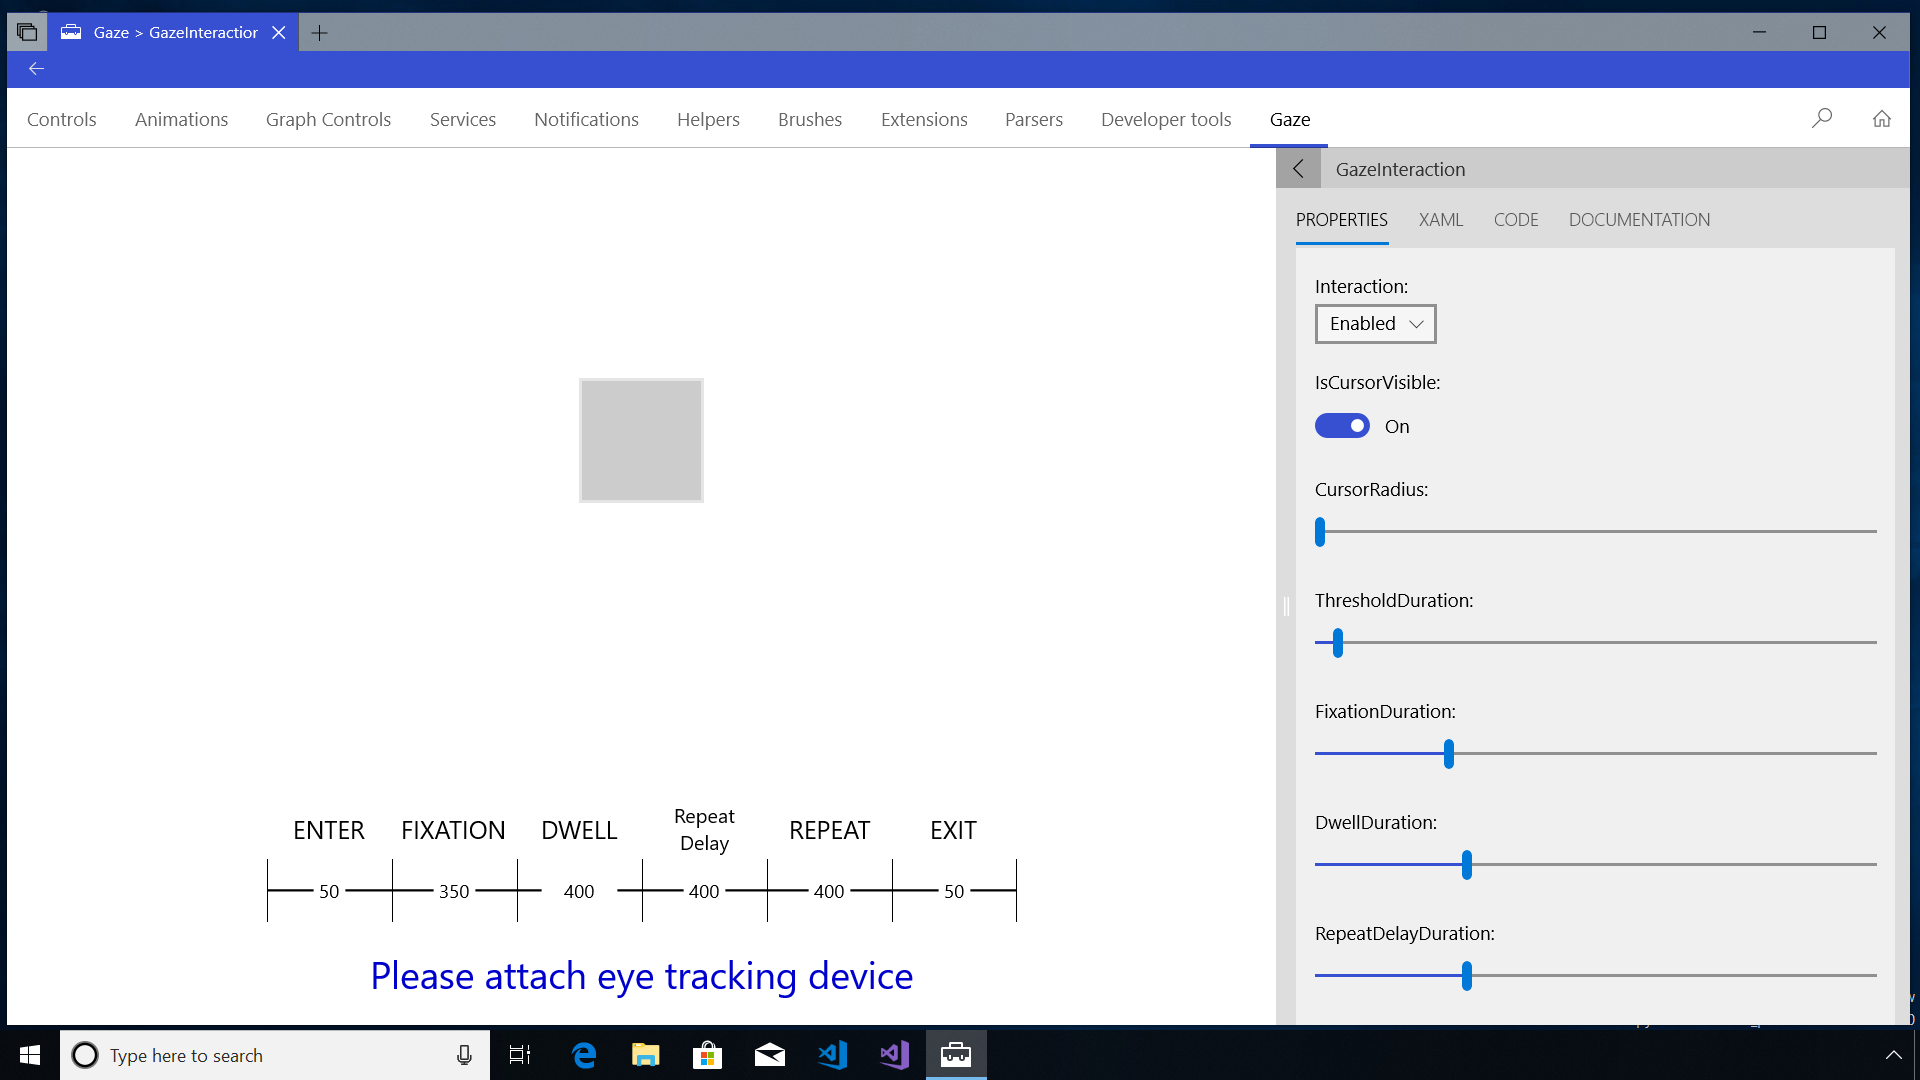 Gaze > GazeInteraction
Controls Animations Graph Controls Services Notifications Helpers Brushes Extensions Parsers Developer tools Gaze
GazeInteraction
PROPERTIES XAML CODE DOCUMENTATION
Interaction:
Enabled
IsCursorVisible:
On
CursorRadius:
ThresholdDuration:
FixationDuration:
DwellDuration:
RepeatDelayDuration:
ENTER FIXATION DWELL Repeat Delay REPEAT EXIT
50 350 400 400 400 50
Please attach eye tracking device
Type here to search